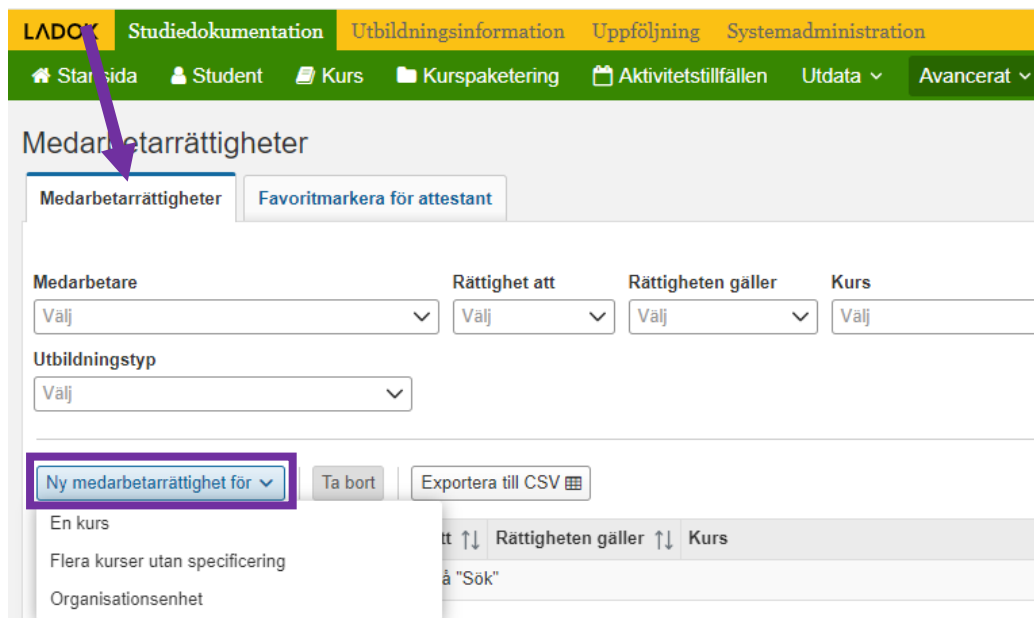 LADOK Studiedokumentation Utbildningsinformation Uppföljning Systemadministration
Startsida Student Kurs Kurspaketering Aktivitetstillfällen Utdata Avancerat
Medarbetarrättigheter
Medarbetarrättigheter Favoritmarkera för attestant
Medarbetare Rättighet att Rättigheten gäller Kurs
Välj Välj Välj Välj
Utbildningstyp
Välj
Ny medarbetarrättighet för Ta bort Exportera till CSV
En kurs
tt Rättigheten gäller Kurs
Flera kurser utan specificering
å "Sök"
Organisationsenhet